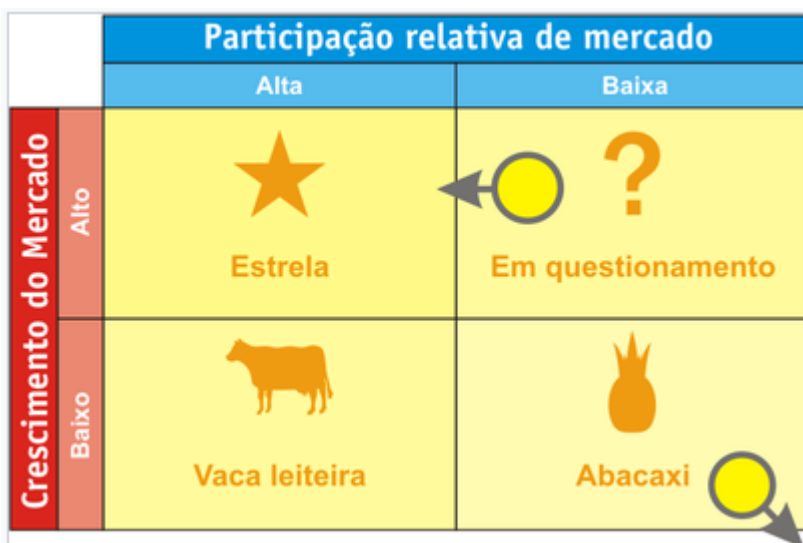 Participação relativa de mercado
Alta
Baixa
Crescimento do Mercado
Alto
Estrela
?
Em questionamento
Baixo
Vaca leiteira
Abacaxi